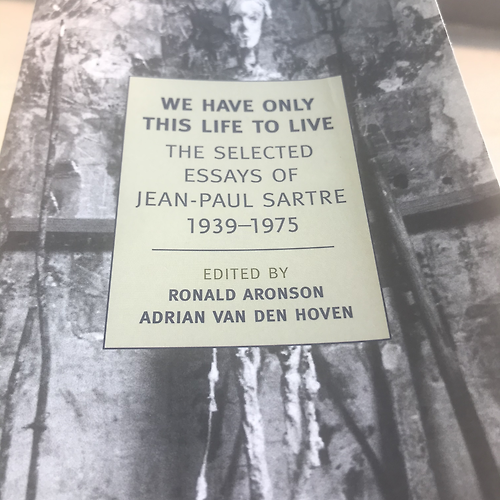 WE HAVE ONLY
THIS LIFE TO LIVE
THE SELECTED
ESSAYS OF
JEAN-PAUL SARTRE
1939–1975
EDITED BY
RONALD ARONSON
ADRIAN VAN DEN HOVEN